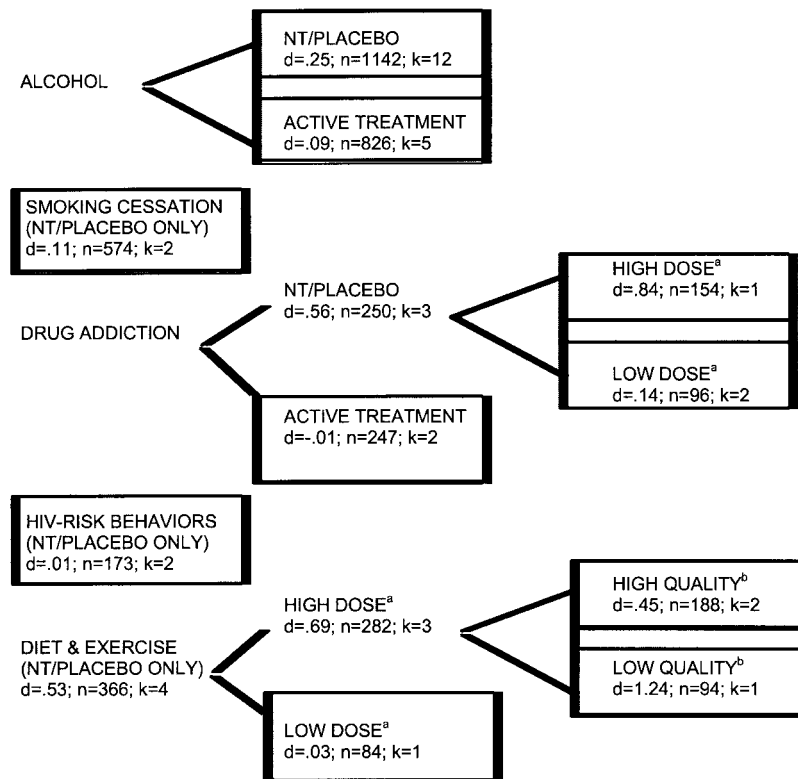 NT/PLACEBO
d=.25; n=1142; k=12
ALCOHOL
ACTIVE TREATMENT
d=.09; n=826; k=5
SMOKING CESSATION
(NT/PLACEBO ONLY)
d=.11; n=574; k=2
NT/PLACEBO
d=.56; n=250; k=3
HIGH DOSEᵃ
d=.84; n=154; k=1
DRUG ADDICTION
LOW DOSEᵃ
d=.14; n=96; k=2
ACTIVE TREATMENT
d=-.01; n=247; k=2
HIV-RISK BEHAVIORS
(NT/PLACEBO ONLY)
d=.01; n=173; k=2
HIGH DOSEᵃ
d=.69; n=282; k=3
HIGH QUALITYᵇ
d=.45; n=188; k=2
DIET & EXERCISE
(NT/PLACEBO ONLY)
d=.53; n=366; k=4
LOW QUALITYᵇ
d=1.24; n=94; k=1
LOW DOSEᵃ
d=.03; n=84; k=1